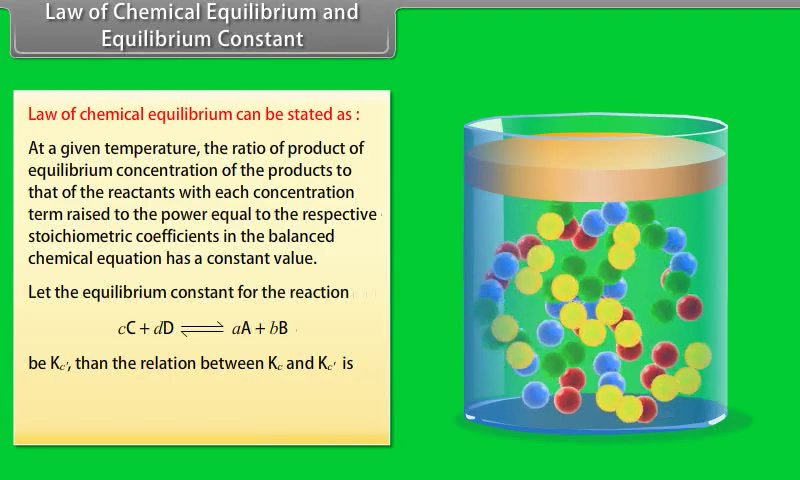 Law of Chemical Equilibrium and
Equilibrium Constant
Law of chemical equilibrium can be stated as :
At a given temperature, the ratio of product of
equilibrium concentration of the products to
that of the reactants with each concentration
term raised to the power equal to the respective
stoichiometric coefficients in the balanced
chemical equation has a constant value.
Let the equilibrium constant for the reaction
cC + dD ⇌ aA + bB
be Kc', than the relation between Kc and Kc' is